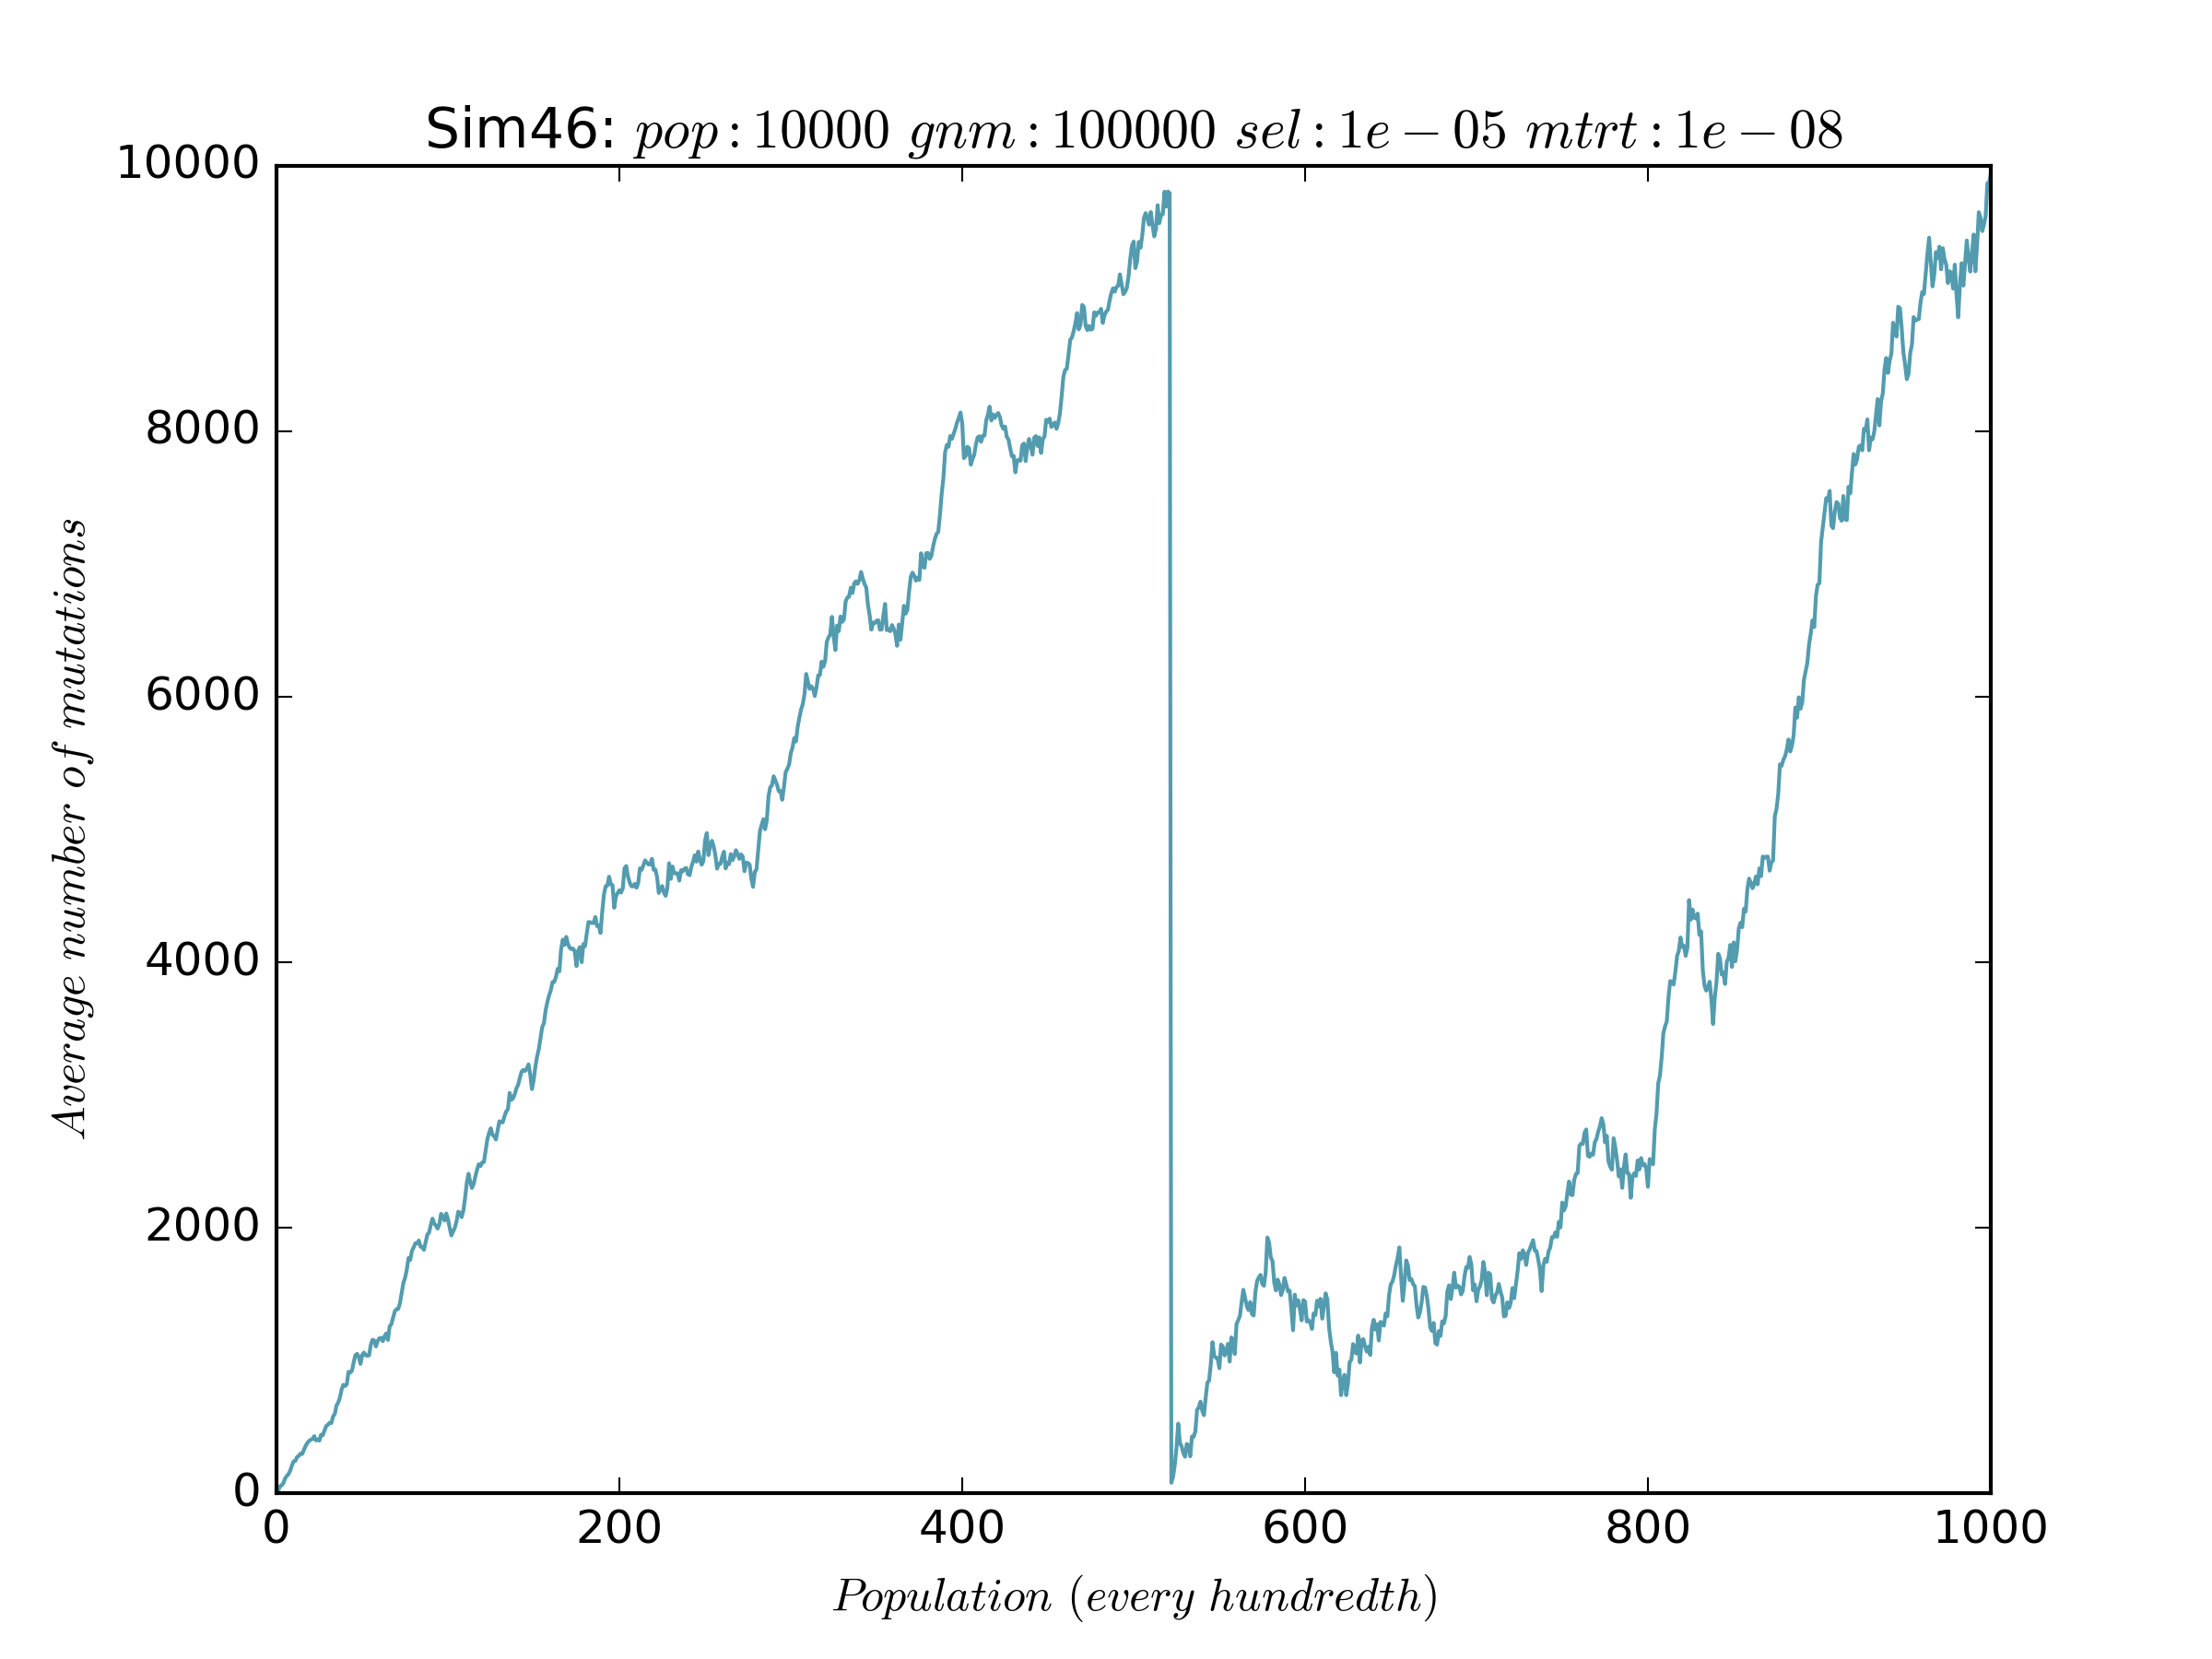 Sim46: pop : 10000 gnm : 100000 sel : 1e − 05 mtrt : 1e − 08
10000
8000
6000
4000
2000
0
Average number of mutations
0 200 400 600 800 1000
Population (every hundredth)